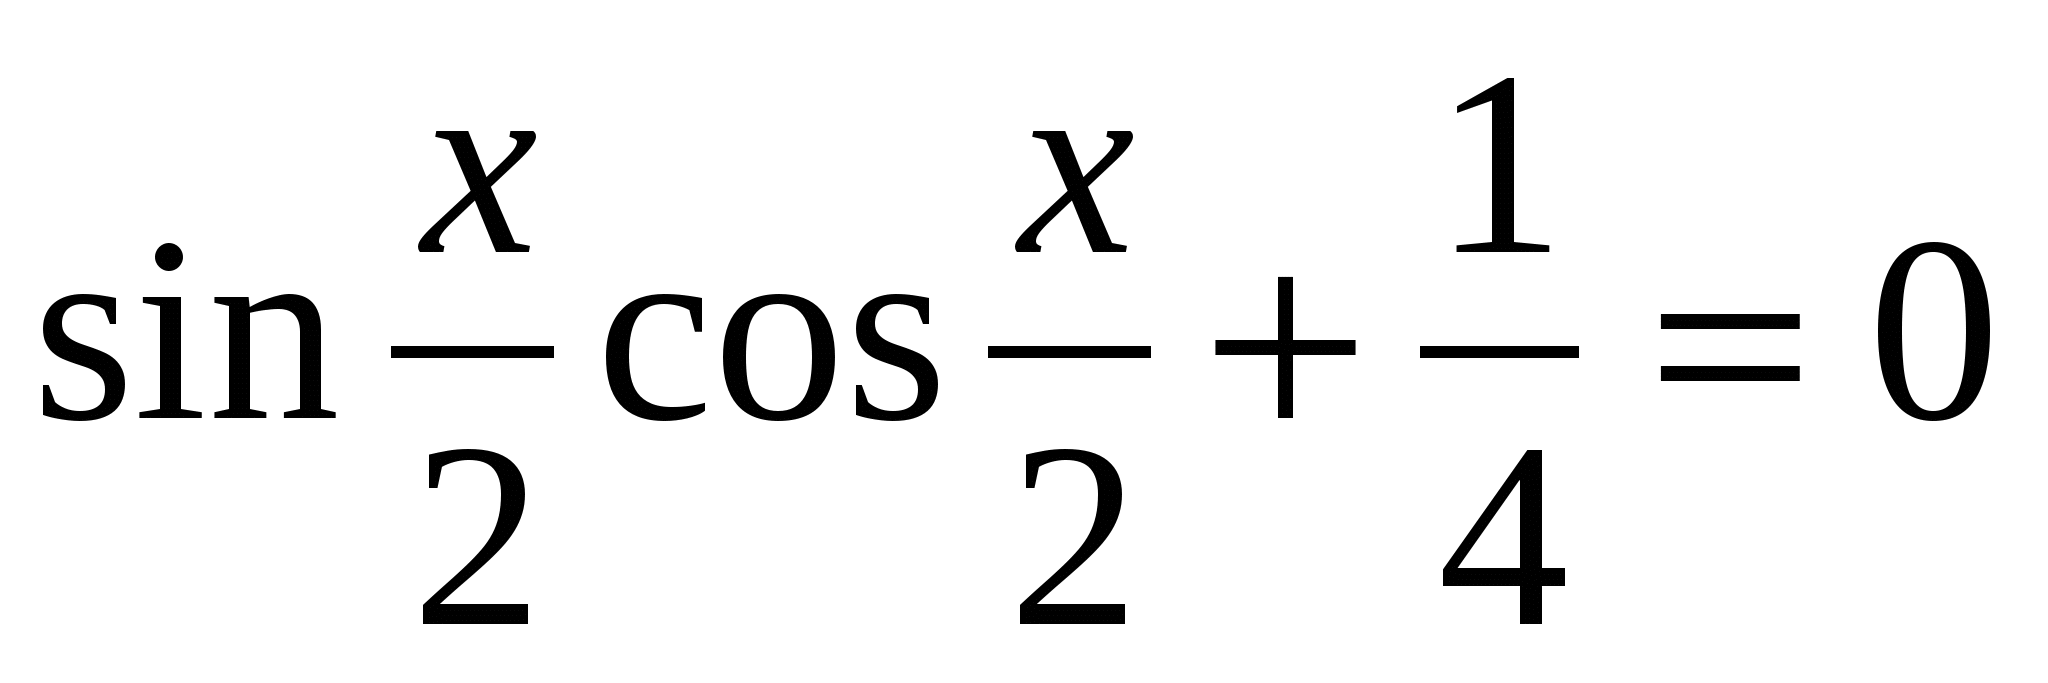 sin x/2 cos x/2 + 1/4 = 0